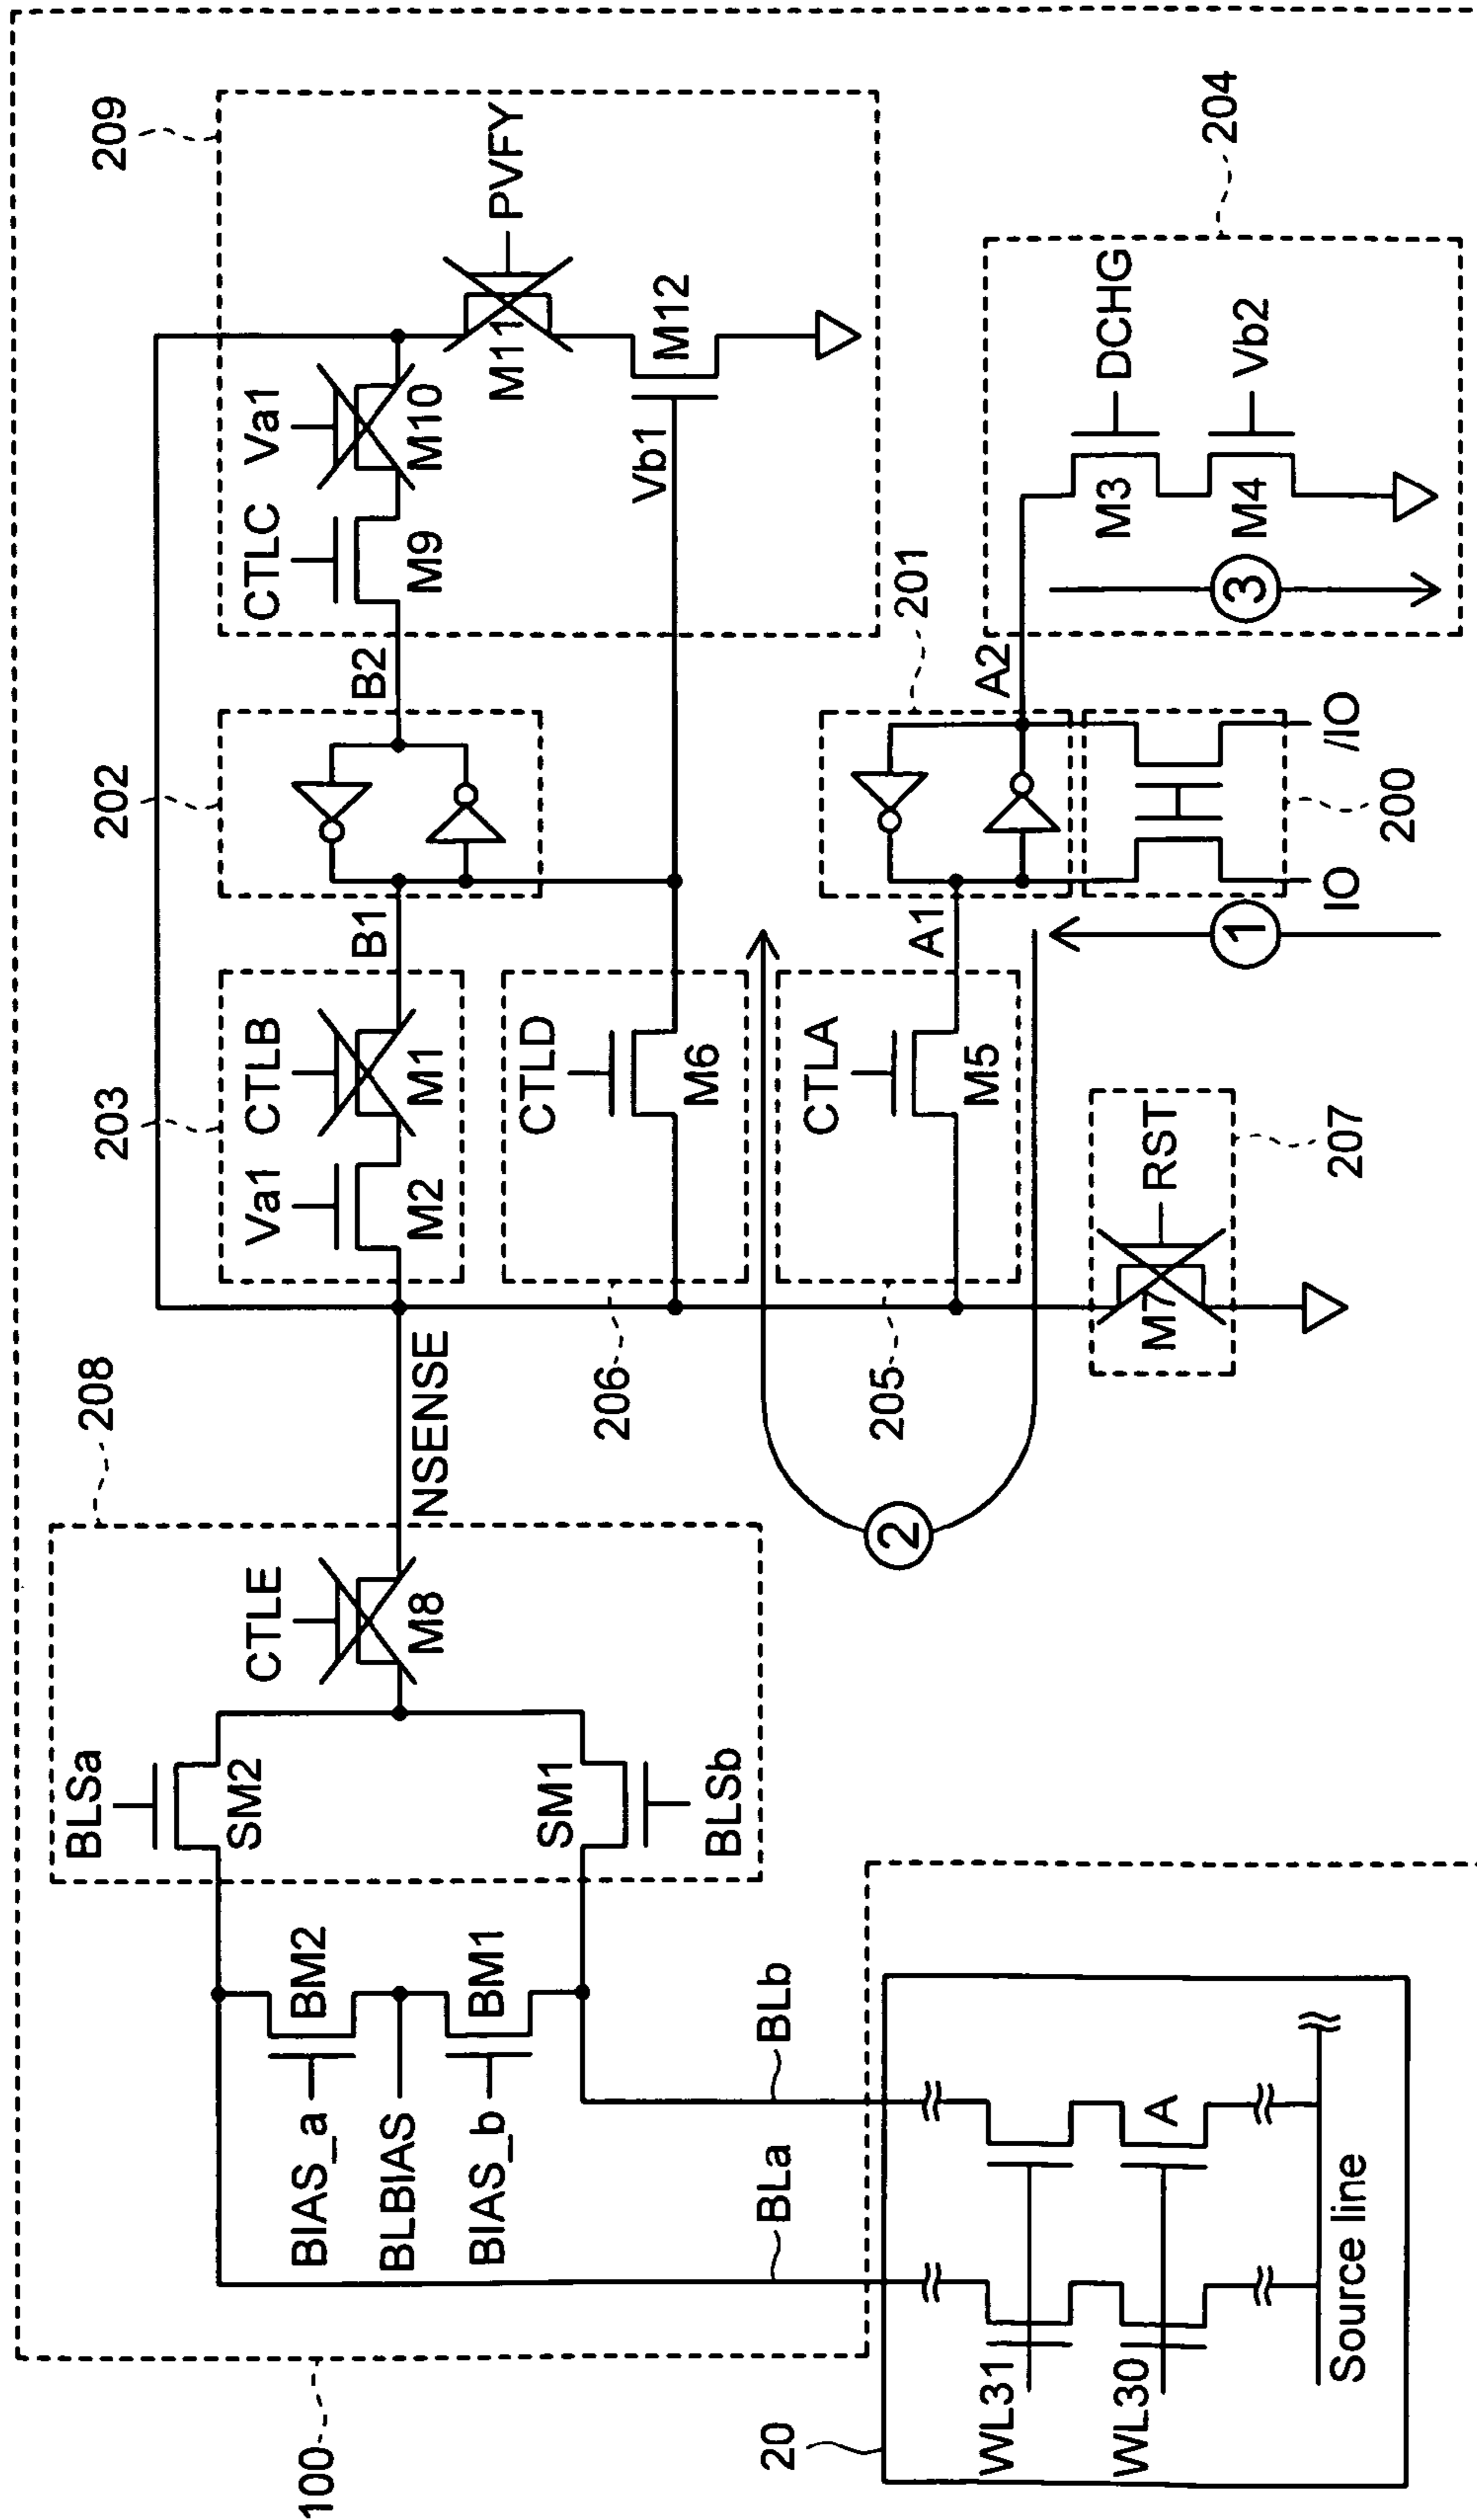 100
208
203
202
209
BLSa
SM2
CTLE
M8
NSENSE
SM1
BLSb
BIAS_a
BM2
BLBIAS
BIAS_b
BM1
Va1
CTLB
M2
M1
B1
B2
CTLC
Va1
M9
M10
M11
PVFY
Vb1
M12
206
CTLD
M6
205
CTLA
M5
A1
201
A2
204
M3
DCHG
M4
Vb2
3
2
1
M7
RST
207
IO
/IO
200
BLa
BLb
20
WL31
WL30
A
Source line